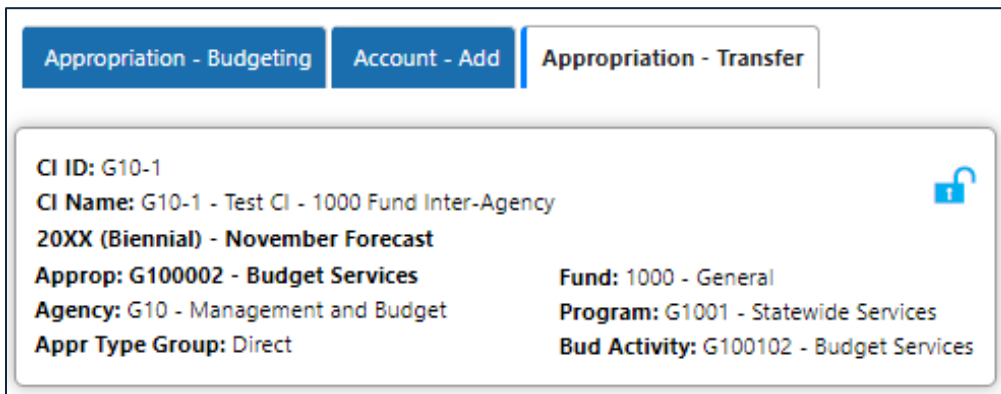 Appropriation - Budgeting Account - Add Appropriation - Transfer
CI ID: G10-1
CI Name: G10-1 - Test CI - 1000 Fund Inter-Agency
20XX (Biennial) - November Forecast
Approp: G100002 - Budget Services Fund: 1000 - General
Agency: G10 - Management and Budget Program: G1001 - Statewide Services
Appr Type Group: Direct Bud Activity: G100102 - Budget Services